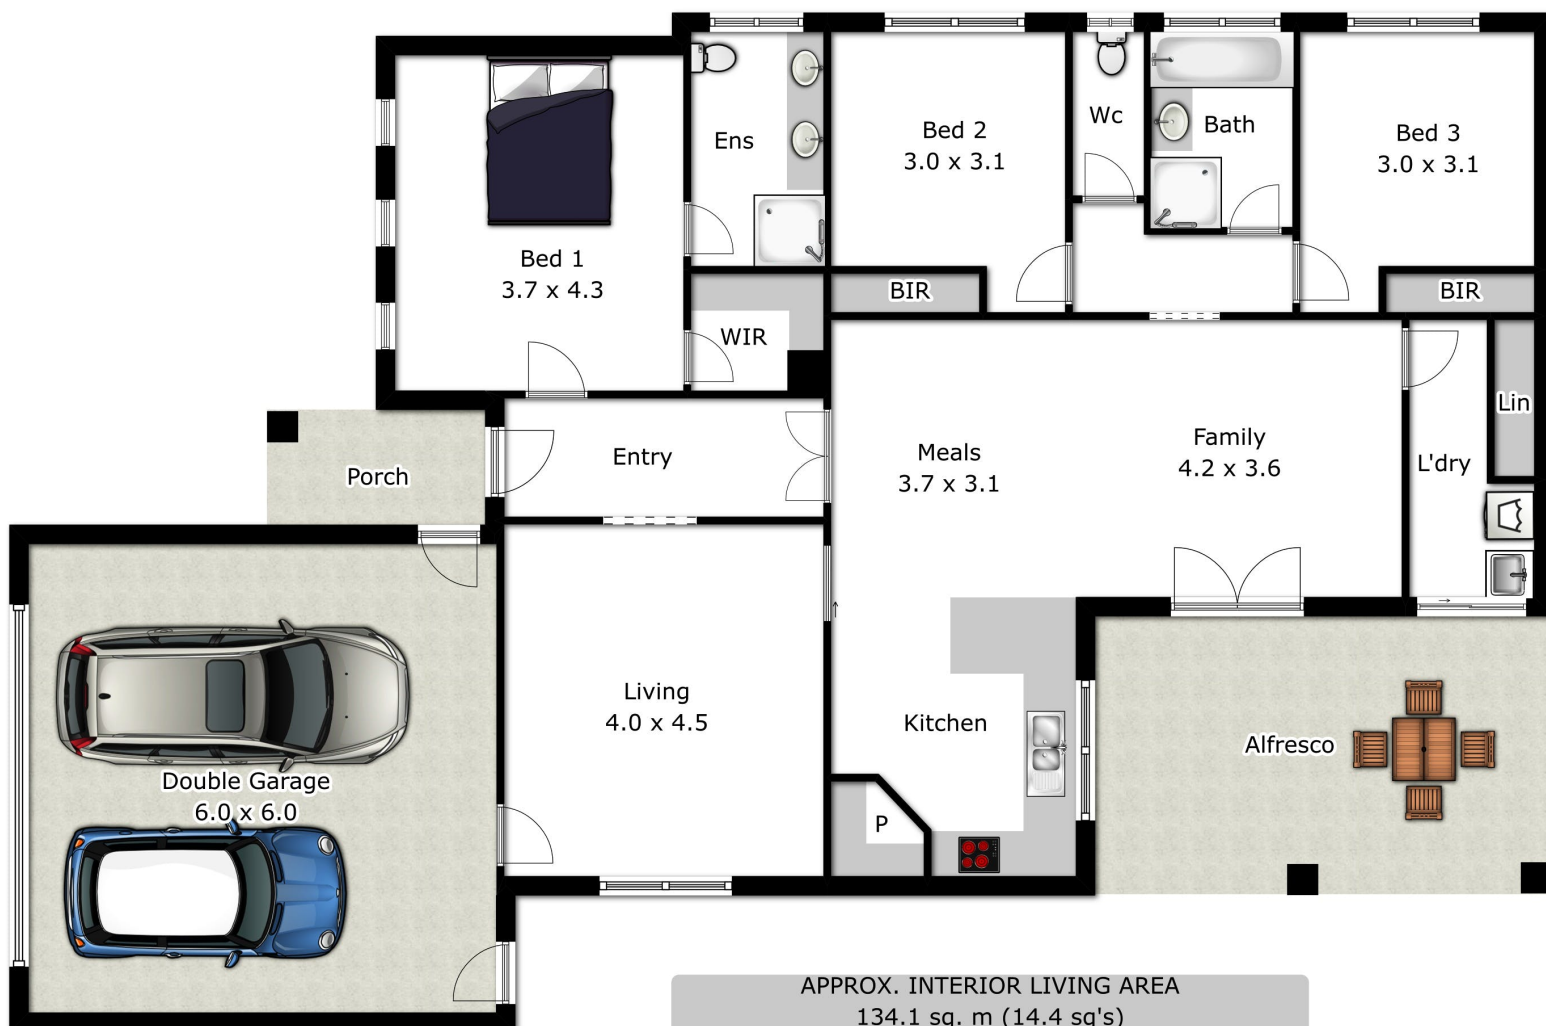 Ens
Bed 2
3.0 x 3.1
Wc
Bath
Bed 3
3.0 x 3.1
Bed 1
3.7 x 4.3
WIR
BIR
BIR
Lin
Porch
Entry
Meals
3.7 x 3.1
Family
4.2 x 3.6
L'dry
Living
4.0 x 4.5
Kitchen
Alfresco
Double Garage
6.0 x 6.0
P
APPROX. INTERIOR LIVING AREA
134.1 sq. m (14.4 sq's)